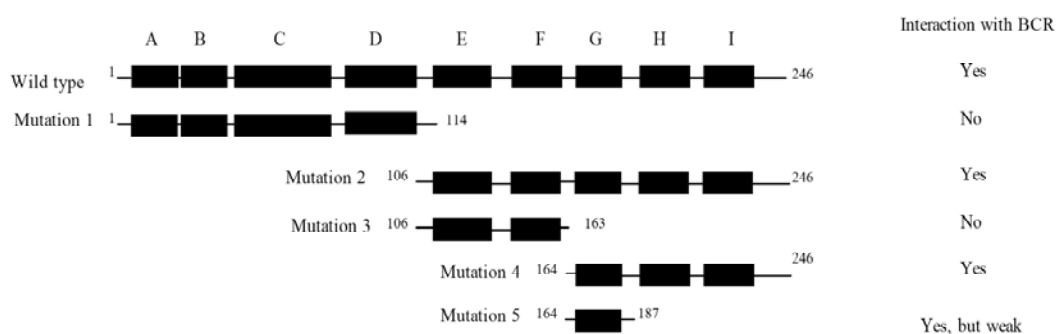 Interaction with BCR
A B C D E F G H I
Wild type 1 246 Yes
Mutation 1 1 114 No
Mutation 2 106 246 Yes
Mutation 3 106 163 No
Mutation 4 164 246 Yes
Mutation 5 164 187 Yes, but weak